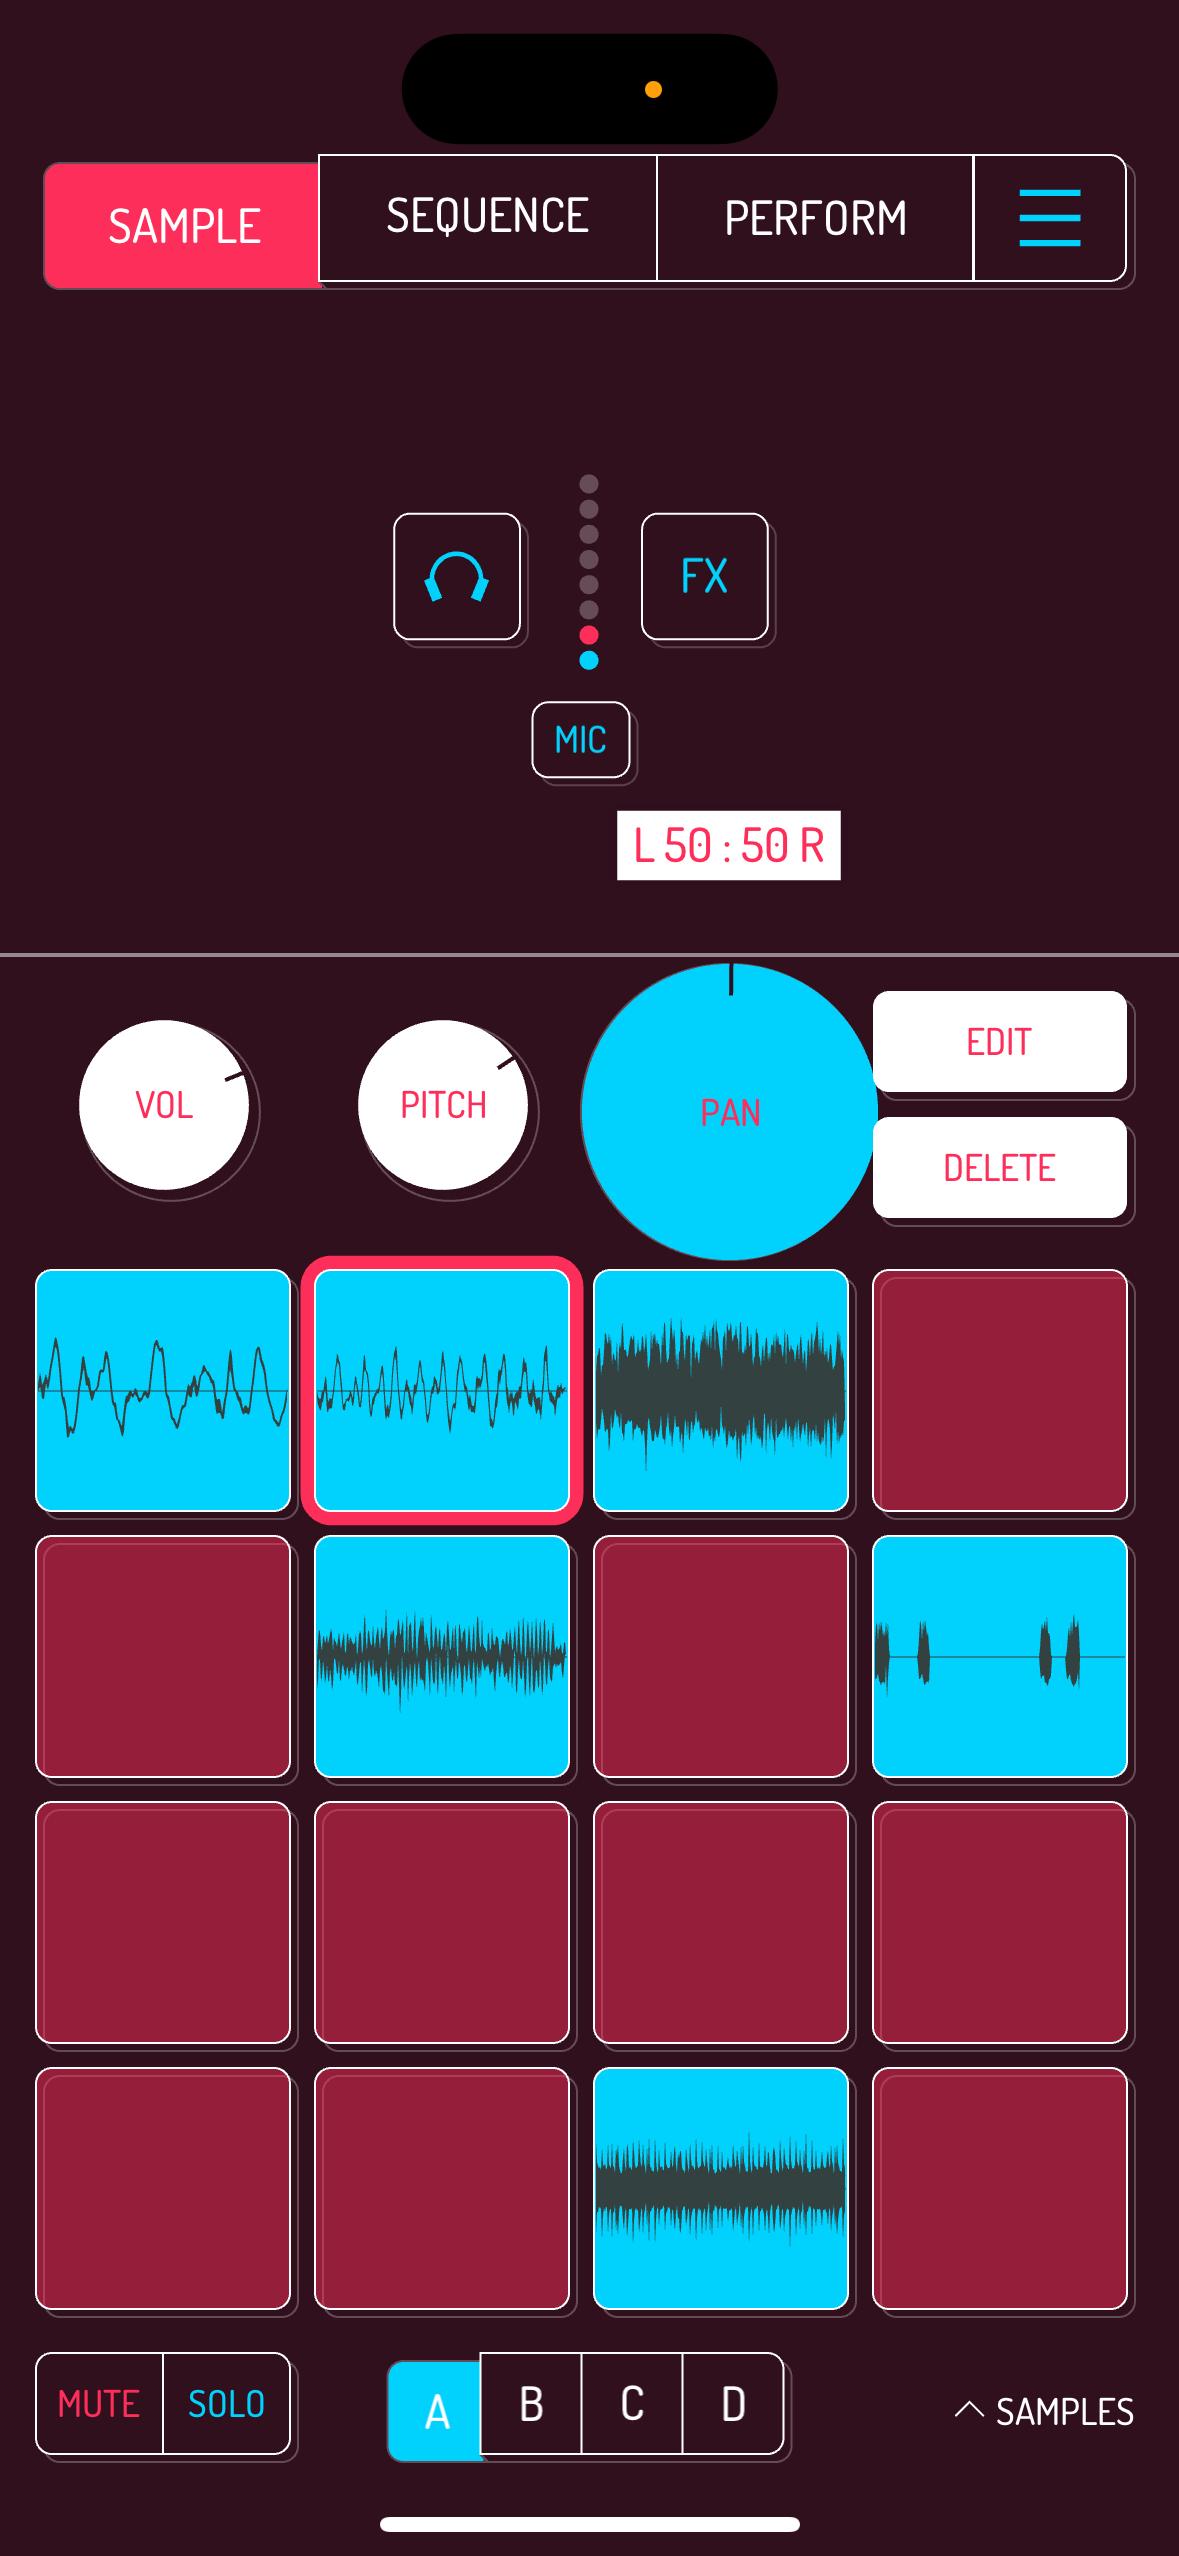 SAMPLE SEQUENCE PERFORM
FX
MIC
L 50 : 50 R
VOL PITCH PAN
EDIT
DELETE
MUTE SOLO A B C D SAMPLES